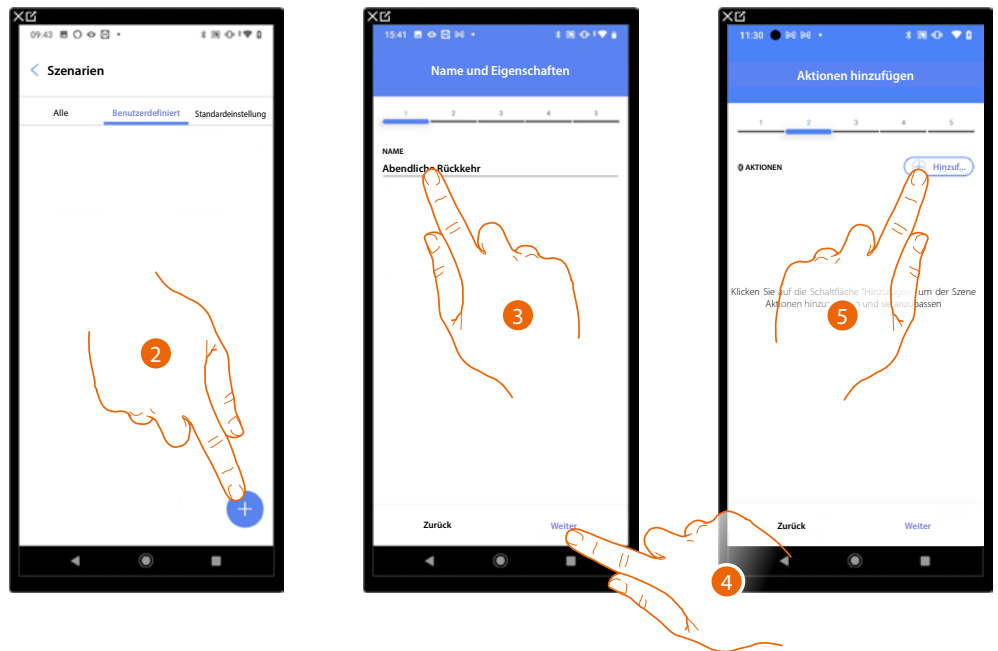 09:43
Szenarien
Alle Benutzerdefiniert Standardeinstellung
2
15:41
Name und Eigenschaften
1 2 3 4 5
NAME
Abendliche Rückkehr
3
Zurück Weiter
4
11:30
Aktionen hinzufügen
1 2 3 4 5
0 AKTIONEN Hinzuf...
Klicken Sie auf die Schaltfläche "Hinzufügen" um der Szene
Aktionen hinzu und sie anzupassen
5
Zurück Weiter